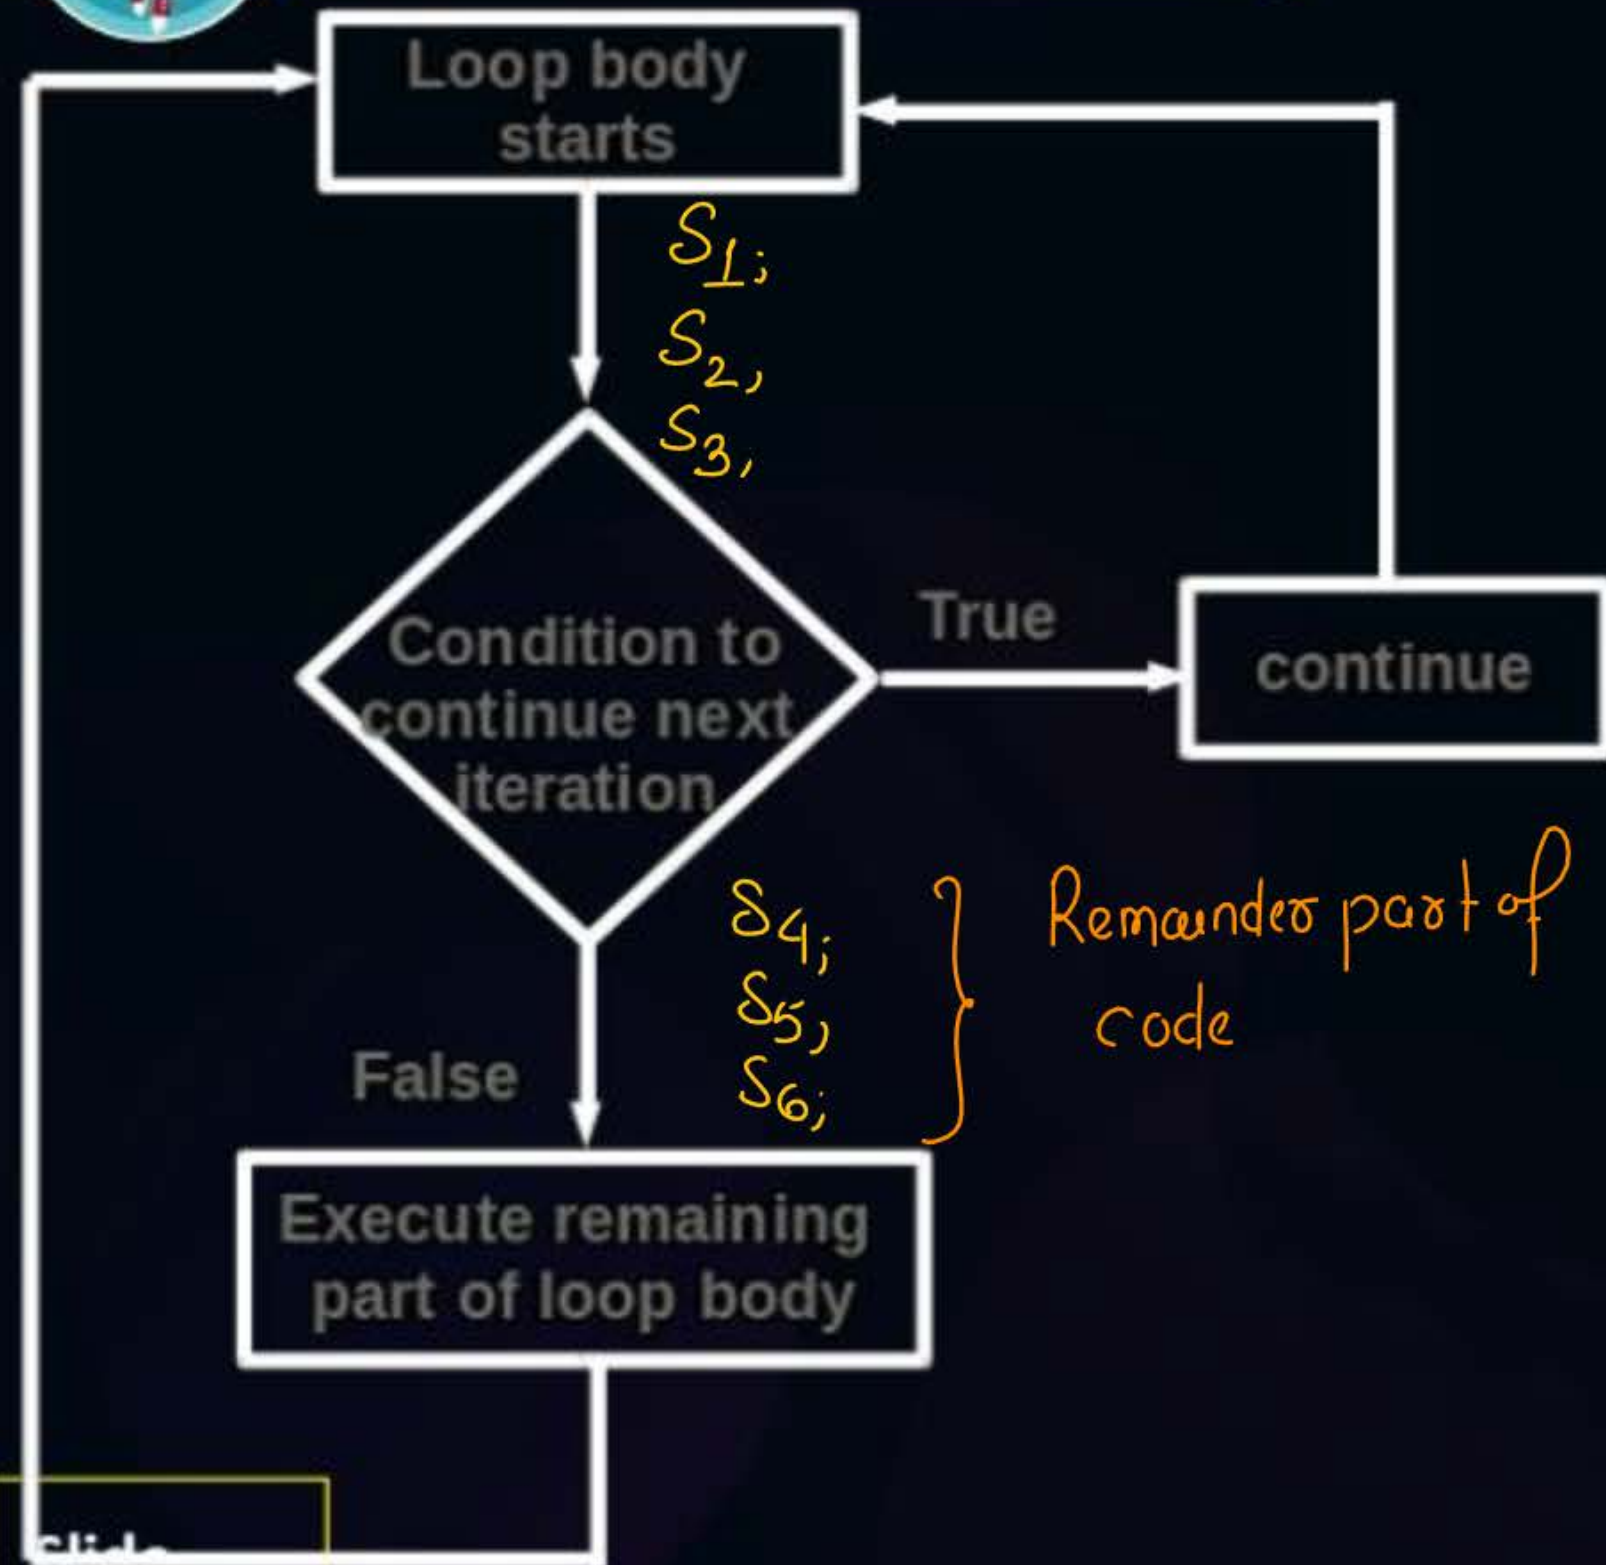 Loop body
starts
S1;
S2,
S3,
Condition to
continue next
iteration
True
continue
S4;
S5,
S6;
Remainder part of
code
False
Execute remaining
part of loop body
Slide